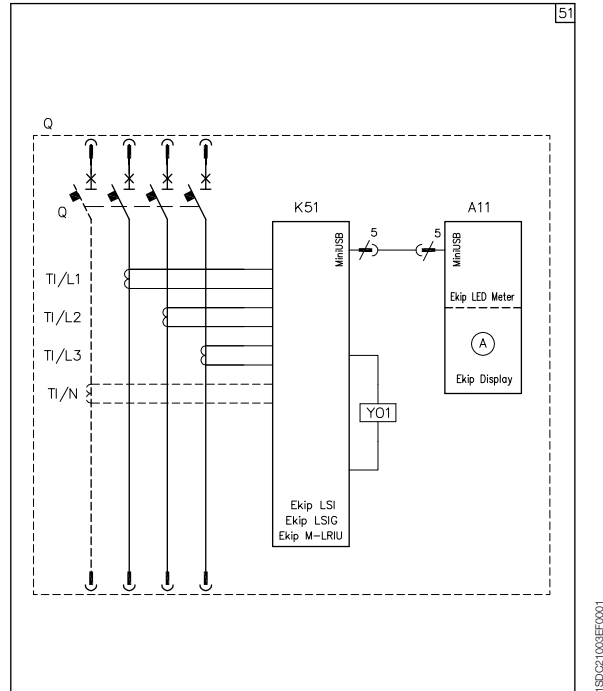 51
Q
Q
K51
A11
MiniUSB
5
5
MiniUSB
TI/L1
TI/L2
TI/L3
TI/N
Ekip LED Meter
A
Ekip Display
YO1
Ekip LSI
Ekip LSIG
Ekip M-LRIU
1SDC21003EF0001